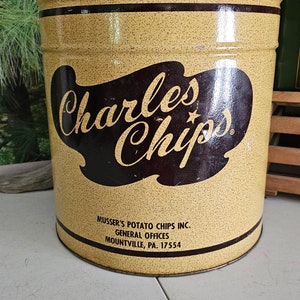 Charles
Chips®
MUSSER'S POTATO CHIPS INC.
GENERAL OFFICES
MOUNTVILLE, PA. 17554